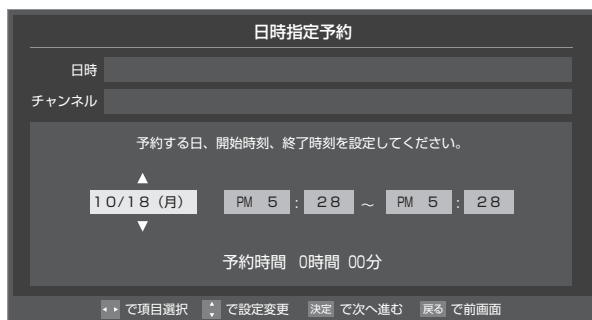 日時指定予約
日時
チャンネル
予約する日、開始時刻、終了時刻を設定してください。
10/18（月） PM 5 : 28 ～ PM 5 : 28
予約時間 0時間 00分
で項目選択 で設定変更 決定 で次へ進む 戻る で前画面